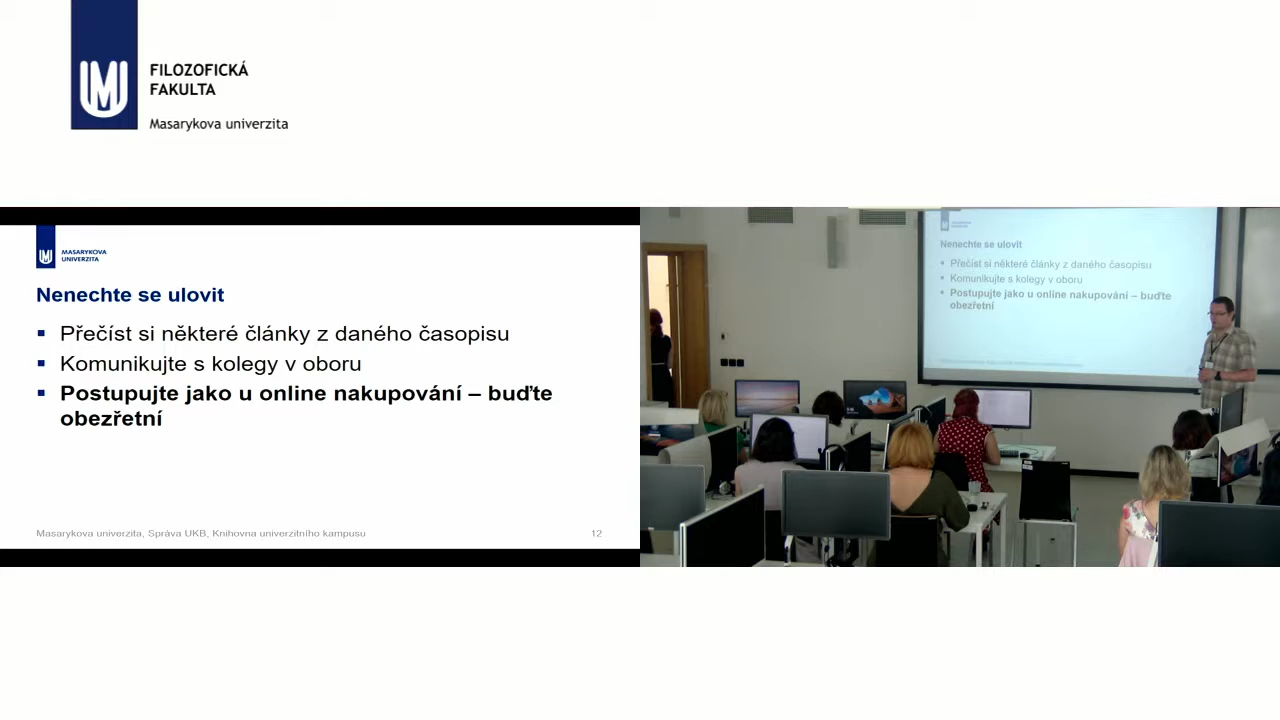 FILOZOFICKÁ
FAKULTA
Masarykova univerzita
MASARYKOVA
UNIVERZITA
Nenechte se ulovit
Přečíst si některé články z daného časopisu
Komunikujte s kolegy v oboru
Postupujte jako u online nakupování – buďte
obezřetní
Masarykova univerzita, Správa UKB, Knihovna univerzitního kampusu
12
Nenechte se ulovit
Přečíst si některé články z daného časopisu
Komunikujte s kolegy v oboru
Postupujte jako u online nakupování – buďte
obezřetní